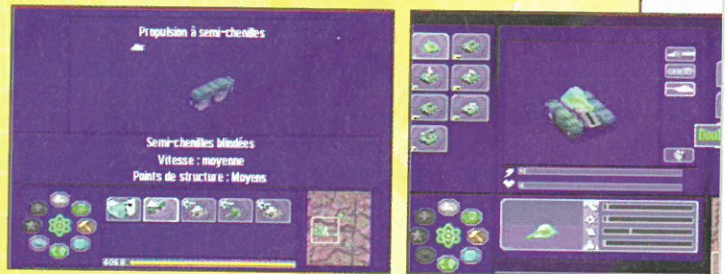 Propulsion à semi-chenilles
Semi-chenilles blindées
Vitesse : moyenne
Points de structure : Moyens